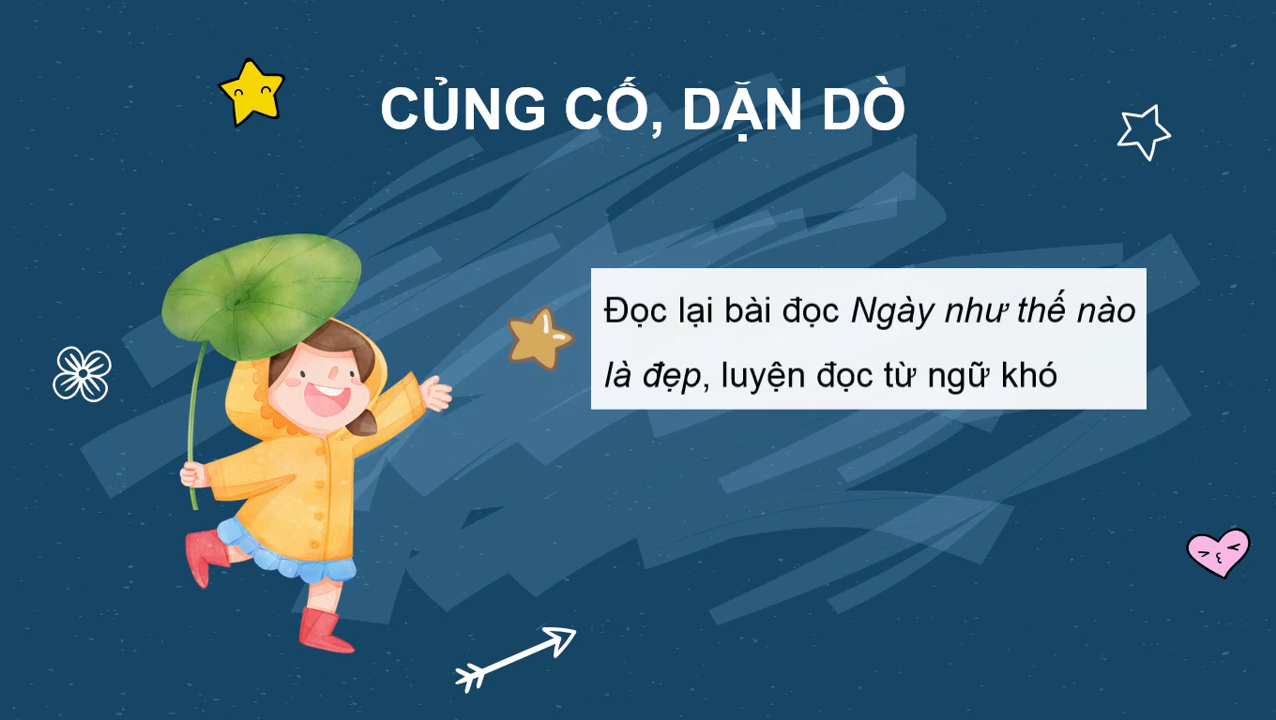 CỦNG CỐ, DẶN DÒ
Đọc lại bài đọc Ngày như thế nào
là đẹp, luyện đọc từ ngữ khó